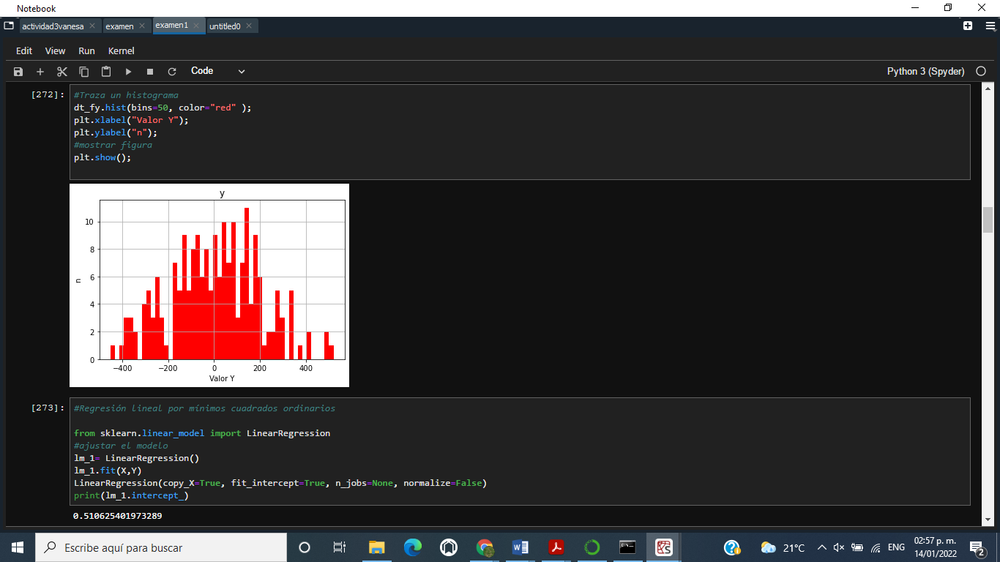 Notebook
actividad3vanesa
examen
examen1
untitled0
Edit View Run Kernel
Code
Python 3 (Spyder)
[272]:
#Traza un histograma
dt_fy.hist(bins=50, color="red" );
plt.xlabel("Valor Y");
plt.ylabel("n");
#mostrar figura
plt.show();
y
10
8
6
4
2
0
n
−400 −200 0 200 400
Valor Y
[273]:
#Regresión lineal por mínimos cuadrados ordinarios
from sklearn.linear_model import LinearRegression
#ajustar el modelo
lm_1= LinearRegression()
lm_1.fit(X,Y)
LinearRegression(copy_X=True, fit_intercept=True, n_jobs=None, normalize=False)
print(lm_1.intercept_)
0.510625401973289
Escribe aquí para buscar
21°C
ENG
02:57 p. m.
14/01/2022
2